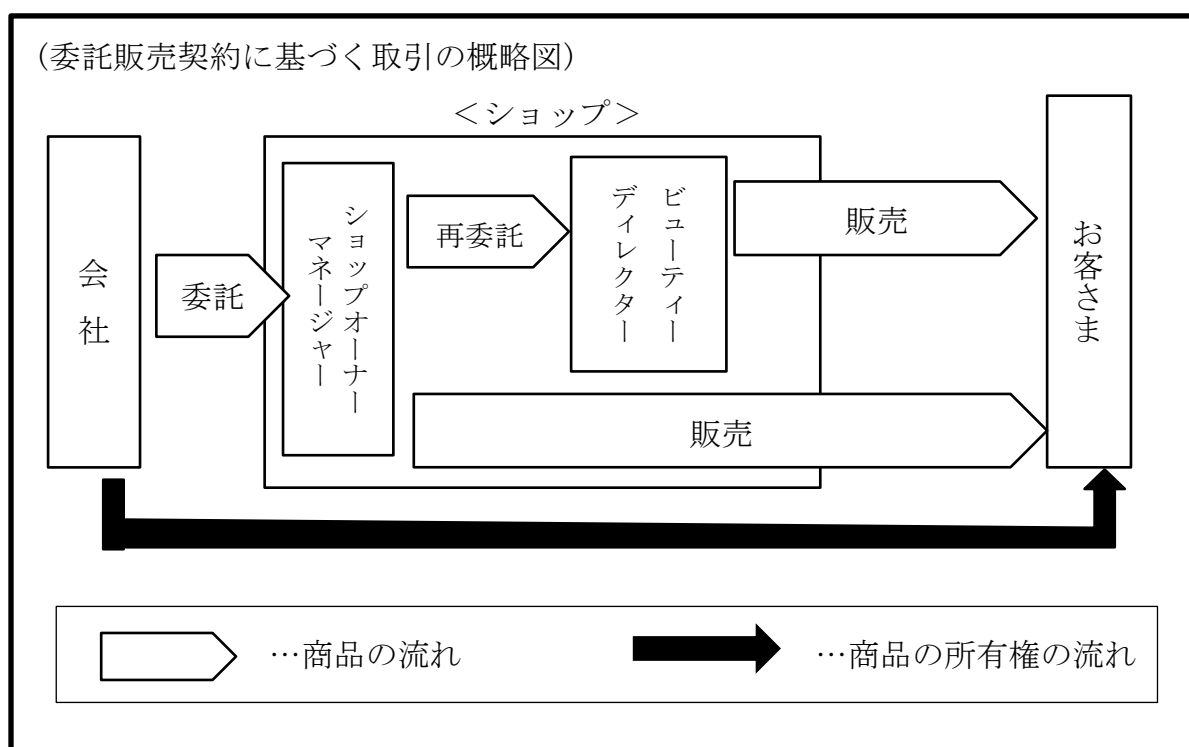 (委託販売契約に基づく取引の概略図)
＜ショップ＞
会社
委託
ショップオーナー
マネージャー
再委託
ビューティー
ディレクター
販売
お客さま
販売
…商品の流れ
…商品の所有権の流れ